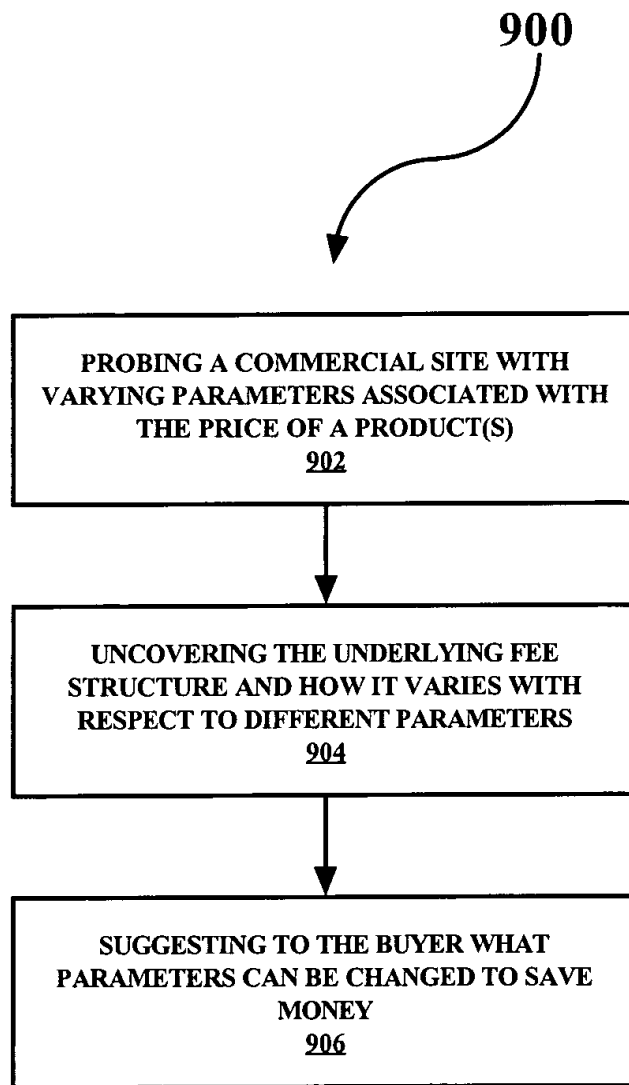 900
PROBING A COMMERCIAL SITE WITH
VARYING PARAMETERS ASSOCIATED WITH
THE PRICE OF A PRODUCT(S)
902
UNCOVERING THE UNDERLYING FEE
STRUCTURE AND HOW IT VARIES WITH
RESPECT TO DIFFERENT PARAMETERS
904
SUGGESTING TO THE BUYER WHAT
PARAMETERS CAN BE CHANGED TO SAVE
MONEY
906